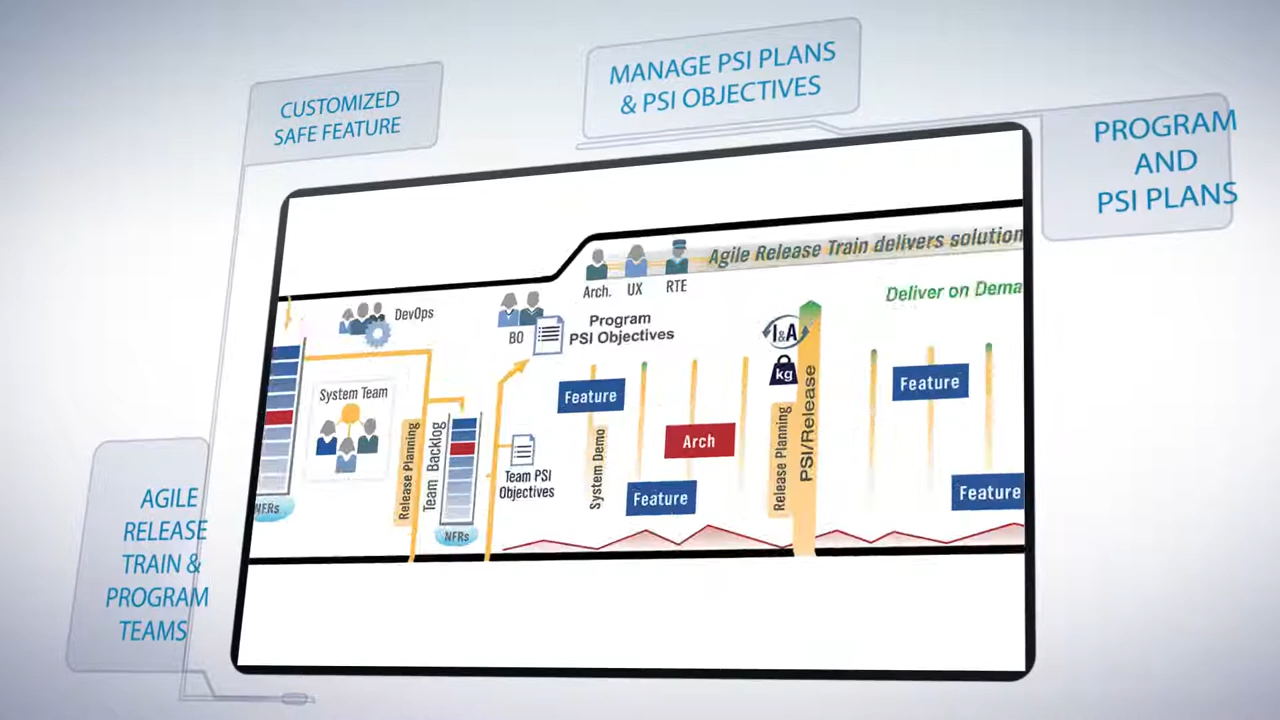 CUSTOMIZED
SAFE FEATURE
MANAGE PSI PLANS
& PSI OBJECTIVES
PROGRAM
AND
PSI PLANS
AGILE
RELEASE
TRAIN &
PROGRAM
TEAMS
Agile Release Train delivers solution
Arch.
UX
RTE
Deliver on Dema
DevOps
BO
Program
PSI Objectives
I&A
kg
System Team
Release Planning
Team Backlog
Team PSI
Objectives
NFRs
NFRs
Feature
System Demo
Feature
Arch
Release Planning
PSI/Release
Feature
Feature